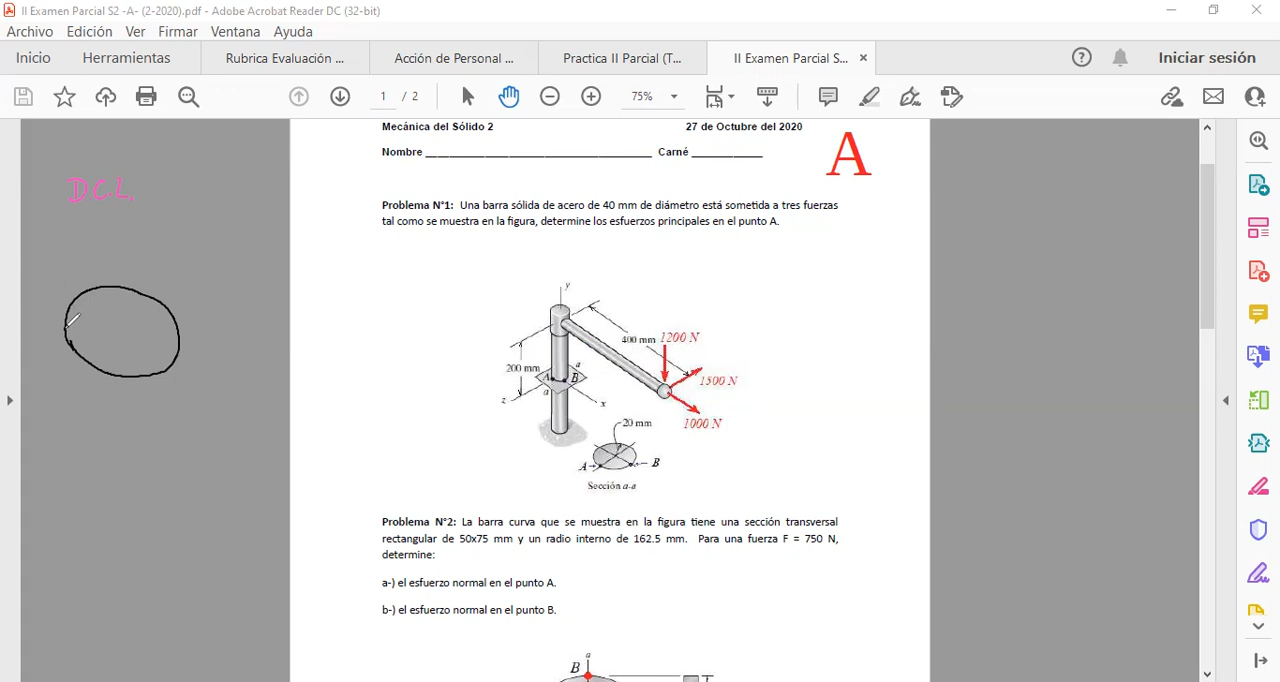 II Examen Parcial S2 -A- (2-2020).pdf - Adobe Acrobat Reader DC (32-bit)
Archivo Edición Ver Firmar Ventana Ayuda
Inicio Herramientas Rubrica Evaluación ... Acción de Personal ... Practica II Parcial (T... II Examen Parcial S... × Iniciar sesión
1 / 2 75%
Mecánica del Sólido 2 27 de Octubre del 2020
Nombre Carné
A
D.C.L.
Problema N°1: Una barra sólida de acero de 40 mm de diámetro está sometida a tres fuerzas
tal como se muestra en la figura, determine los esfuerzos principales en el punto A.
y
400 mm
1200 N
200 mm
a
A
B
1500 N
z
a
x
1000 N
20 mm
A
B
Sección a-a
Problema N°2: La barra curva que se muestra en la figura tiene una sección transversal
rectangular de 50x75 mm y un radio interno de 162.5 mm. Para una fuerza F = 750 N,
determine:
a-) el esfuerzo normal en el punto A.
b-) el esfuerzo normal en el punto B.
a
B